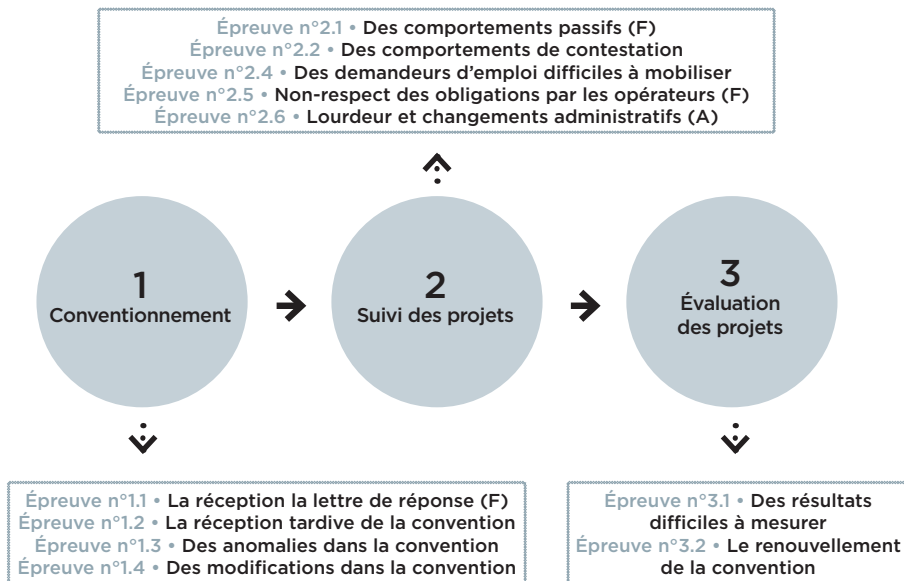 Épreuve n°2.1 • Des comportements passifs (F)
Épreuve n°2.2 • Des comportements de contestation
Épreuve n°2.4 • Des demandeurs d'emploi difficiles à mobiliser
Épreuve n°2.5 • Non-respect des obligations par les opérateurs (F)
Épreuve n°2.6 • Lourdeur et changements administratifs (A)
1
Conventionnement
2
Suivi des projets
3
Évaluation
des projets
Épreuve n°1.1 • La réception la lettre de réponse (F)
Épreuve n°1.2 • La réception tardive de la convention
Épreuve n°1.3 • Des anomalies dans la convention
Épreuve n°1.4 • Des modifications dans la convention
Épreuve n°3.1 • Des résultats
difficiles à mesurer
Épreuve n°3.2 • Le renouvellement
de la convention